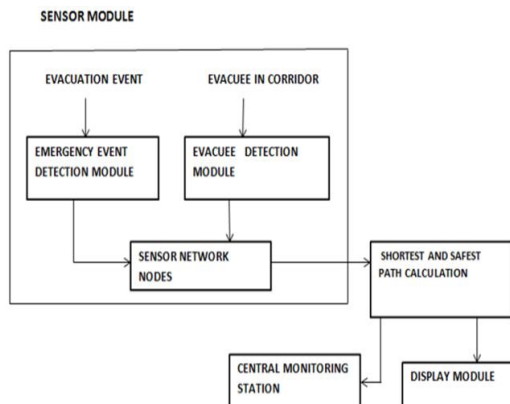 SENSOR MODULE
EVACUATION EVENT
EVACUEE IN CORRIDOR
EMERGENCY EVENT
DETECTION MODULE
EVACUEE DETECTION
MODULE
SENSOR NETWORK
NODES
SHORTEST AND SAFEST
PATH CALCULATION
CENTRAL MONITORING
STATION
DISPLAY MODULE